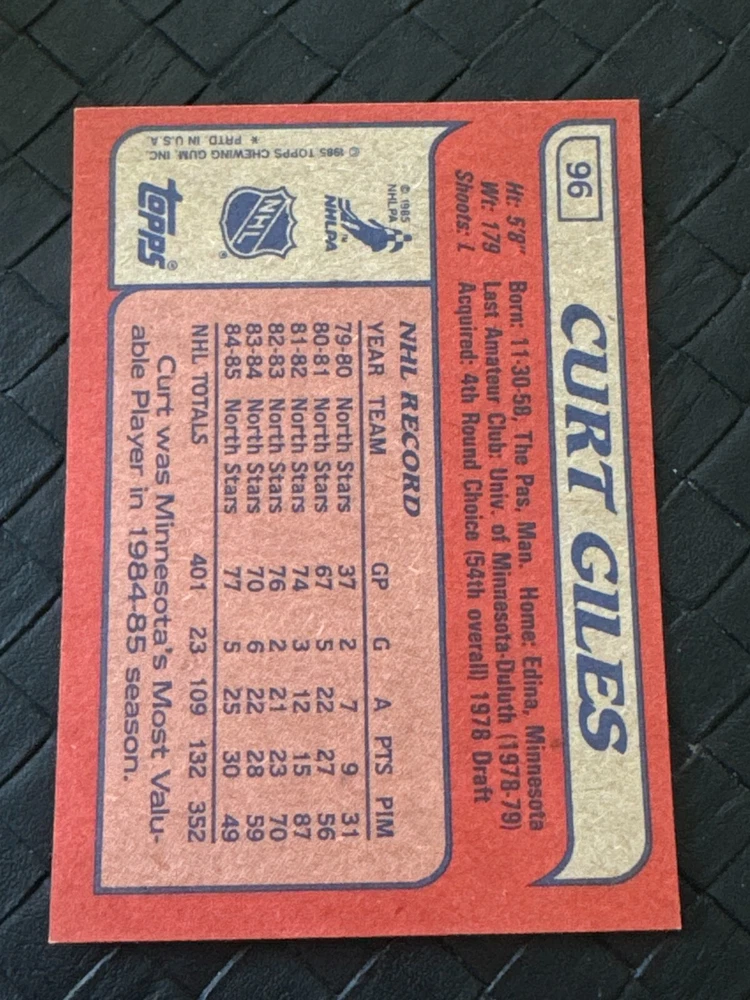 96
CURT GILES
Ht: 5'8" Born: 11-30-58, The Pas, Man. Home: Edina, Minnesota
Wt: 179 Last Amateur Club: Univ. of Minnesota-Duluth (1978-79)
Shoots: L Acquired: 4th Round Choice (54th overall) 1978 Draft
NHL RECORD
YEAR TEAM GP G A PTS PIM
79-80 North Stars 37 2 7 9 31
80-81 North Stars 67 5 22 27 56
81-82 North Stars 74 3 12 15 87
82-83 North Stars 76 2 21 23 70
83-84 North Stars 70 6 22 28 59
84-85 North Stars 77 5 25 30 49
NHL TOTALS 401 23 109 132 352
Curt was Minnesota's Most Valu-
able Player in 1984-85 season.
© 1985
NHLPA
NHLPA™
NHL®
topps®
© 1985 TOPPS CHEWING GUM, INC.
* PRTD. IN U.S.A.